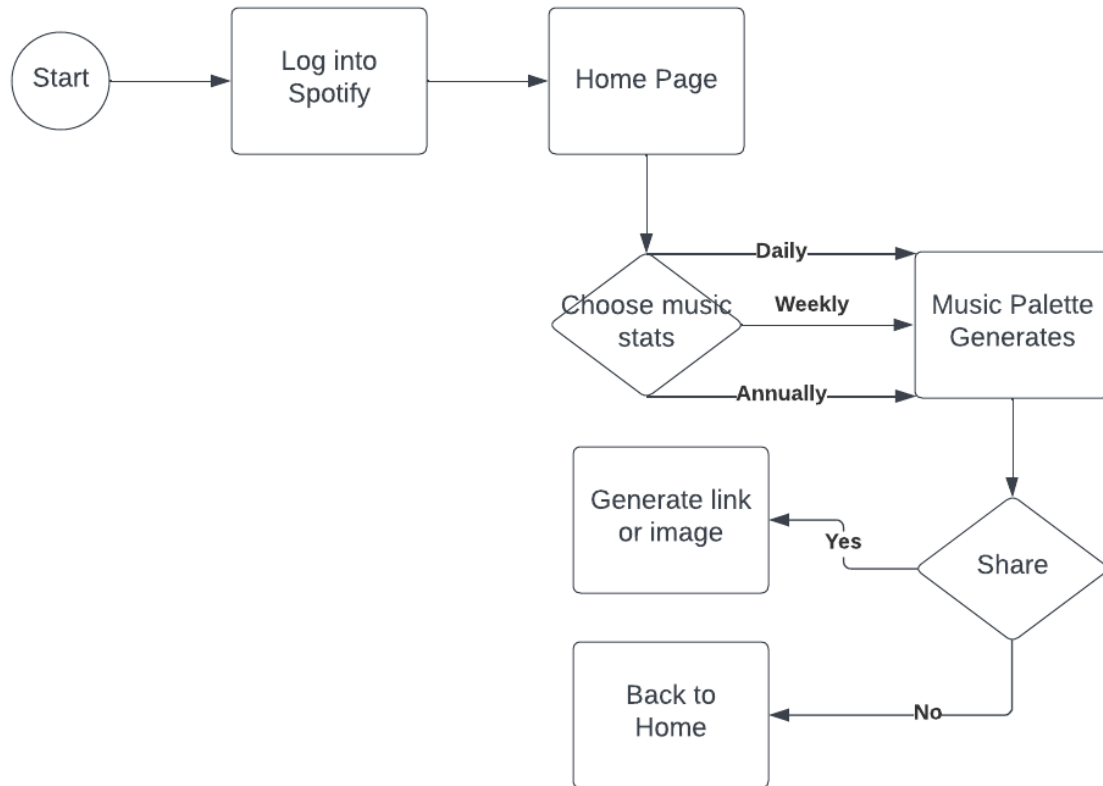 Start
Log into
Spotify
Home Page
Daily
Choose music
stats
Weekly
Music Palette
Generates
Annually
Generate link
or image
Yes
Share
Back to
Home
No